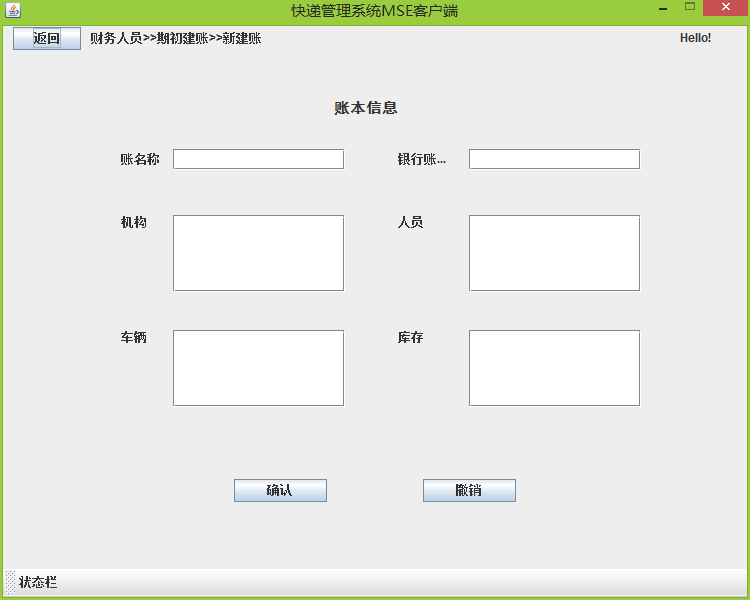 快递管理系统MSE客户端
返回 财务人员>>期初建账>>新建账 Hello!
账本信息
账名称 银行账...
机构 人员
车辆 库存
确认 撤销
状态栏